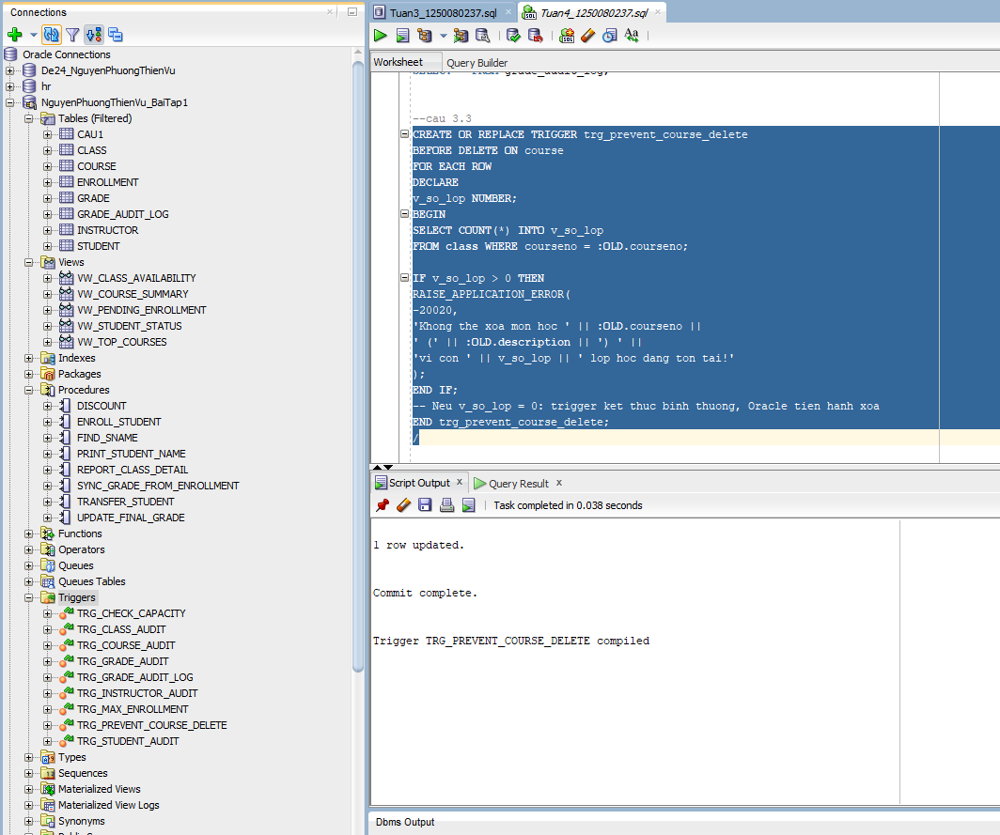 Connections
Oracle Connections
De24_NguyenPhuongThienVu
hr
NguyenPhuongThienVu_BaiTap1
Tables (Filtered)
CAU1
CLASS
COURSE
ENROLLMENT
GRADE
GRADE_AUDIT_LOG
INSTRUCTOR
STUDENT
Views
VW_CLASS_AVAILABILITY
VW_COURSE_SUMMARY
VW_PENDING_ENROLLMENT
VW_STUDENT_STATUS
VW_TOP_COURSES
Indexes
Packages
Procedures
DISCOUNT
ENROLL_STUDENT
FIND_SNAME
PRINT_STUDENT_NAME
REPORT_CLASS_DETAIL
SYNC_GRADE_FROM_ENROLLMENT
TRANSFER_STUDENT
UPDATE_FINAL_GRADE
Functions
Operators
Queues
Queues Tables
Triggers
TRG_CHECK_CAPACITY
TRG_CLASS_AUDIT
TRG_COURSE_AUDIT
TRG_GRADE_AUDIT
TRG_GRADE_AUDIT_LOG
TRG_INSTRUCTOR_AUDIT
TRG_MAX_ENROLLMENT
TRG_PREVENT_COURSE_DELETE
TRG_STUDENT_AUDIT
Types
Sequences
Materialized Views
Materialized View Logs
Synonyms
Tuan3_1250080237.sql
Tuan4_1250080237.sql
Worksheet
Query Builder
--cau 3.3
CREATE OR REPLACE TRIGGER trg_prevent_course_delete
BEFORE DELETE ON course
FOR EACH ROW
DECLARE
v_so_lop NUMBER;
BEGIN
SELECT COUNT(*) INTO v_so_lop
FROM class WHERE courseno = :OLD.courseno;
IF v_so_lop > 0 THEN
RAISE_APPLICATION_ERROR(
-20020,
'Khong the xoa mon hoc ' || :OLD.courseno ||
' (' || :OLD.description || ') ' ||
'vi con ' || v_so_lop || ' lop hoc dang ton tai!'
);
END IF;
-- Neu v_so_lop = 0: trigger ket thuc binh thuong, Oracle tien hanh xoa
END trg_prevent_course_delete;
/
Script Output
Query Result
Task completed in 0.038 seconds
1 row updated.
Commit complete.
Trigger TRG_PREVENT_COURSE_DELETE compiled
Dbms Output